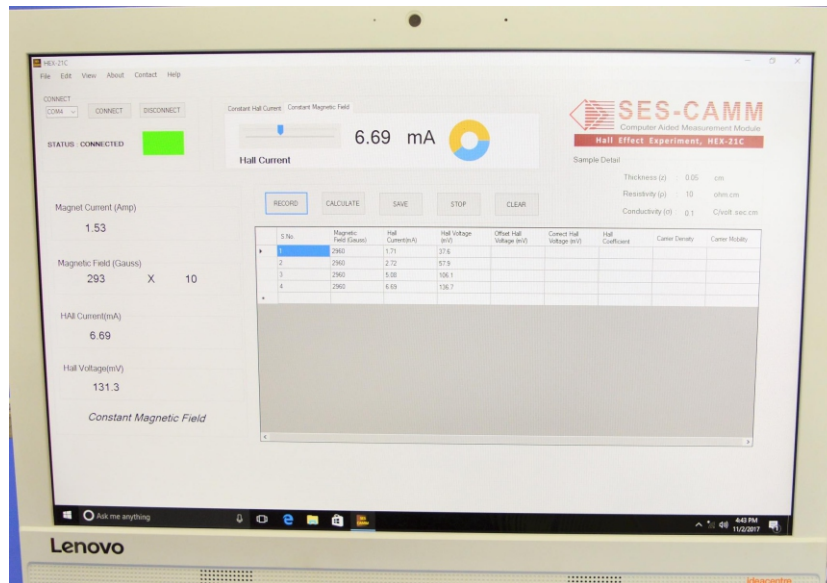 HEX-21C
File Edit View About Contact Help
CONNECT
COM4 CONNECT DISCONNECT
STATUS : CONNECTED
Constant Hall Current Constant Magnetic Field
6.69 mA
Hall Current
SES-CAMM
Computer Aided Measurement Module
Hall Effect Experiment, HEX-21C
Sample Detail
Thickness (z) : 0.05 cm
Resistivity (ρ) : 10 ohm cm
Conductivity (σ) : 0.1 C/volt sec.cm
RECORD CALCULATE SAVE STOP CLEAR
Magnet Current (Amp)
1.53
Magnetic Field (Gauss)
293 X 10
HAll Current(mA)
6.69
Hall Voltage(mV)
131.3
Constant Magnetic Field
S.No. Magnetic Field (Gauss) Hall Current(mA) Hall Voltage (mV) Offset Hall Voltage (mV) Correct Hall Voltage (mV) Hall Coefficient Carrier Density Carrier Mobility
1 2960 1.71 37.6
2 2960 2.72 57.9
3 2960 5.08 106.1
4 2960 6.69 136.7
Ask me anything
4:43 PM
11/2/2017
Lenovo
ideacentre